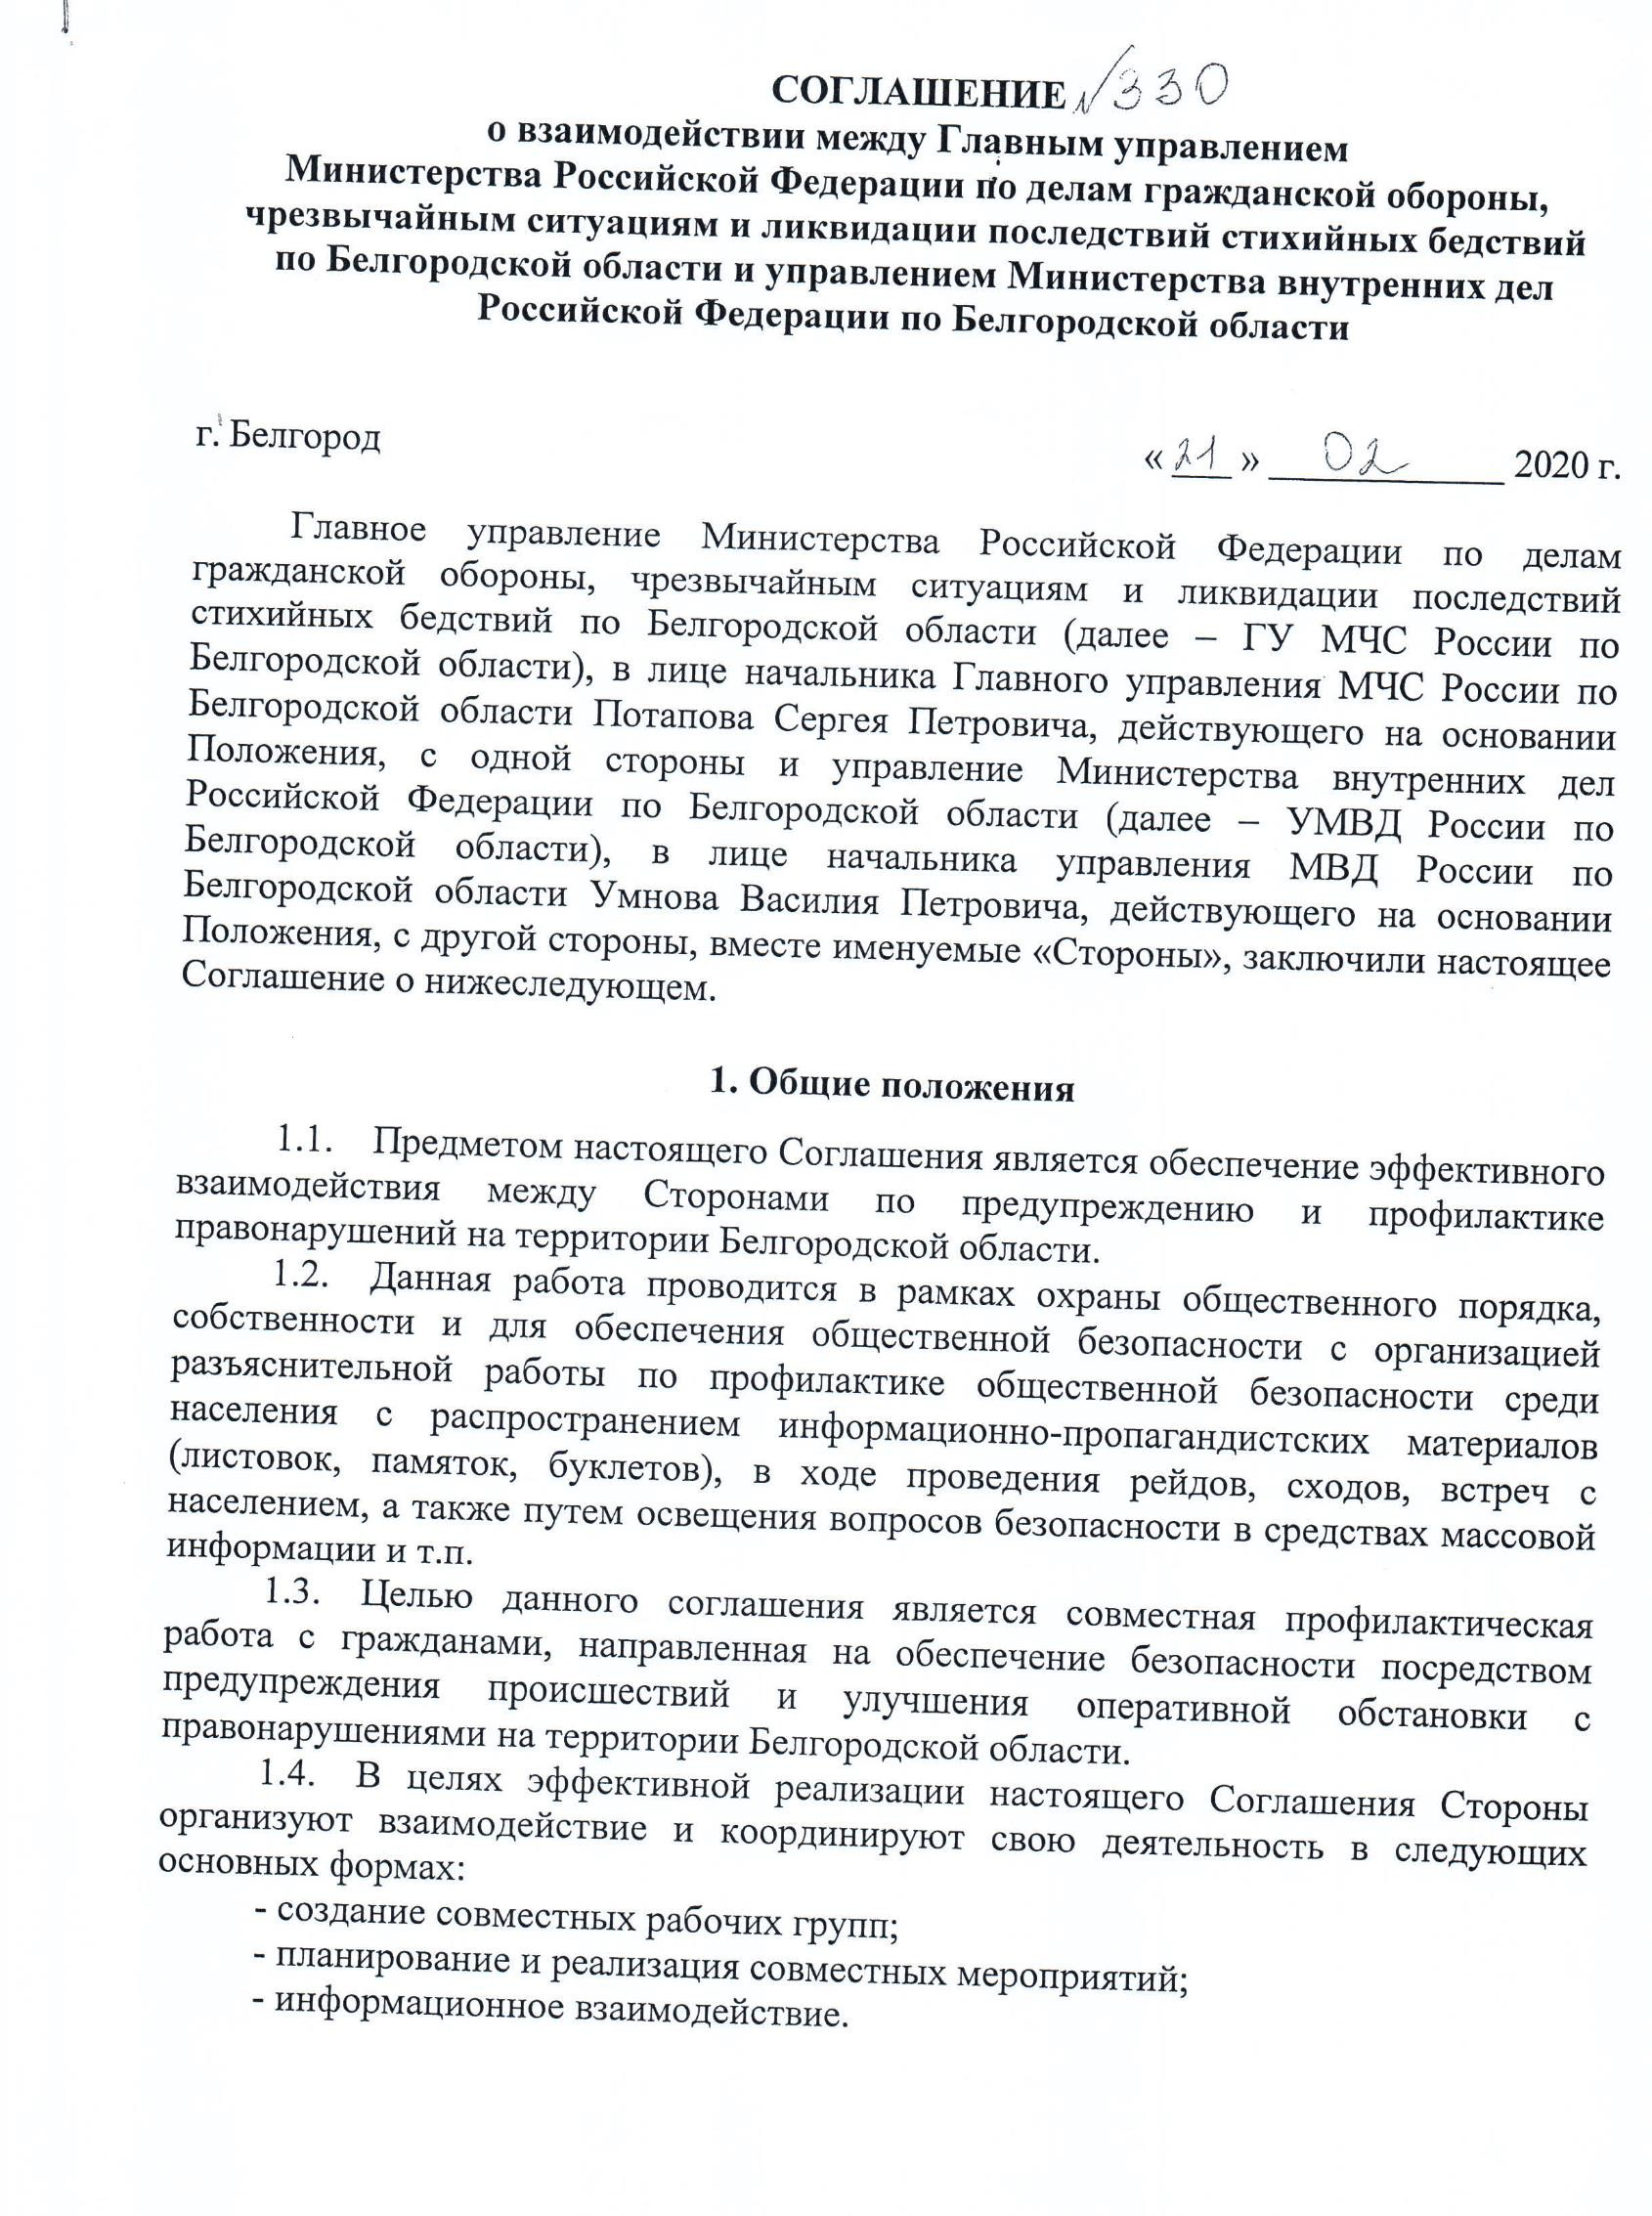 СОГЛАШЕНИЕ № 330
о взаимодействии между Главным управлением
Министерства Российской Федерации по делам гражданской обороны,
чрезвычайным ситуациям и ликвидации последствий стихийных бедствий
по Белгородской области и управлением Министерства внутренних дел
Российской Федерации по Белгородской области
г. Белгород
« 21 » 02 2020 г.
Главное управление Министерства Российской Федерации по делам
гражданской обороны, чрезвычайным ситуациям и ликвидации последствий
стихийных бедствий по Белгородской области (далее – ГУ МЧС России по
Белгородской области), в лице начальника Главного управления МЧС России по
Белгородской области Потапова Сергея Петровича, действующего на основании
Положения, с одной стороны и управление Министерства внутренних дел
Российской Федерации по Белгородской области (далее – УМВД России по
Белгородской области), в лице начальника управления МВД России по
Белгородской области Умнова Василия Петровича, действующего на основании
Положения, с другой стороны, вместе именуемые «Стороны», заключили настоящее
Соглашение о нижеследующем.
1. Общие положения
1.1. Предметом настоящего Соглашения является обеспечение эффективного
взаимодействия между Сторонами по предупреждению и профилактике
правонарушений на территории Белгородской области.
1.2. Данная работа проводится в рамках охраны общественного порядка,
собственности и для обеспечения общественной безопасности с организацией
разъяснительной работы по профилактике общественной безопасности среди
населения с распространением информационно-пропагандистских материалов
(листовок, памяток, буклетов), в ходе проведения рейдов, сходов, встреч с
населением, а также путем освещения вопросов безопасности в средствах массовой
информации и т.п.
1.3. Целью данного соглашения является совместная профилактическая
работа с гражданами, направленная на обеспечение безопасности посредством
предупреждения происшествий и улучшения оперативной обстановки с
правонарушениями на территории Белгородской области.
1.4. В целях эффективной реализации настоящего Соглашения Стороны
организуют взаимодействие и координируют свою деятельность в следующих
основных формах:
- создание совместных рабочих групп;
- планирование и реализация совместных мероприятий;
- информационное взаимодействие.